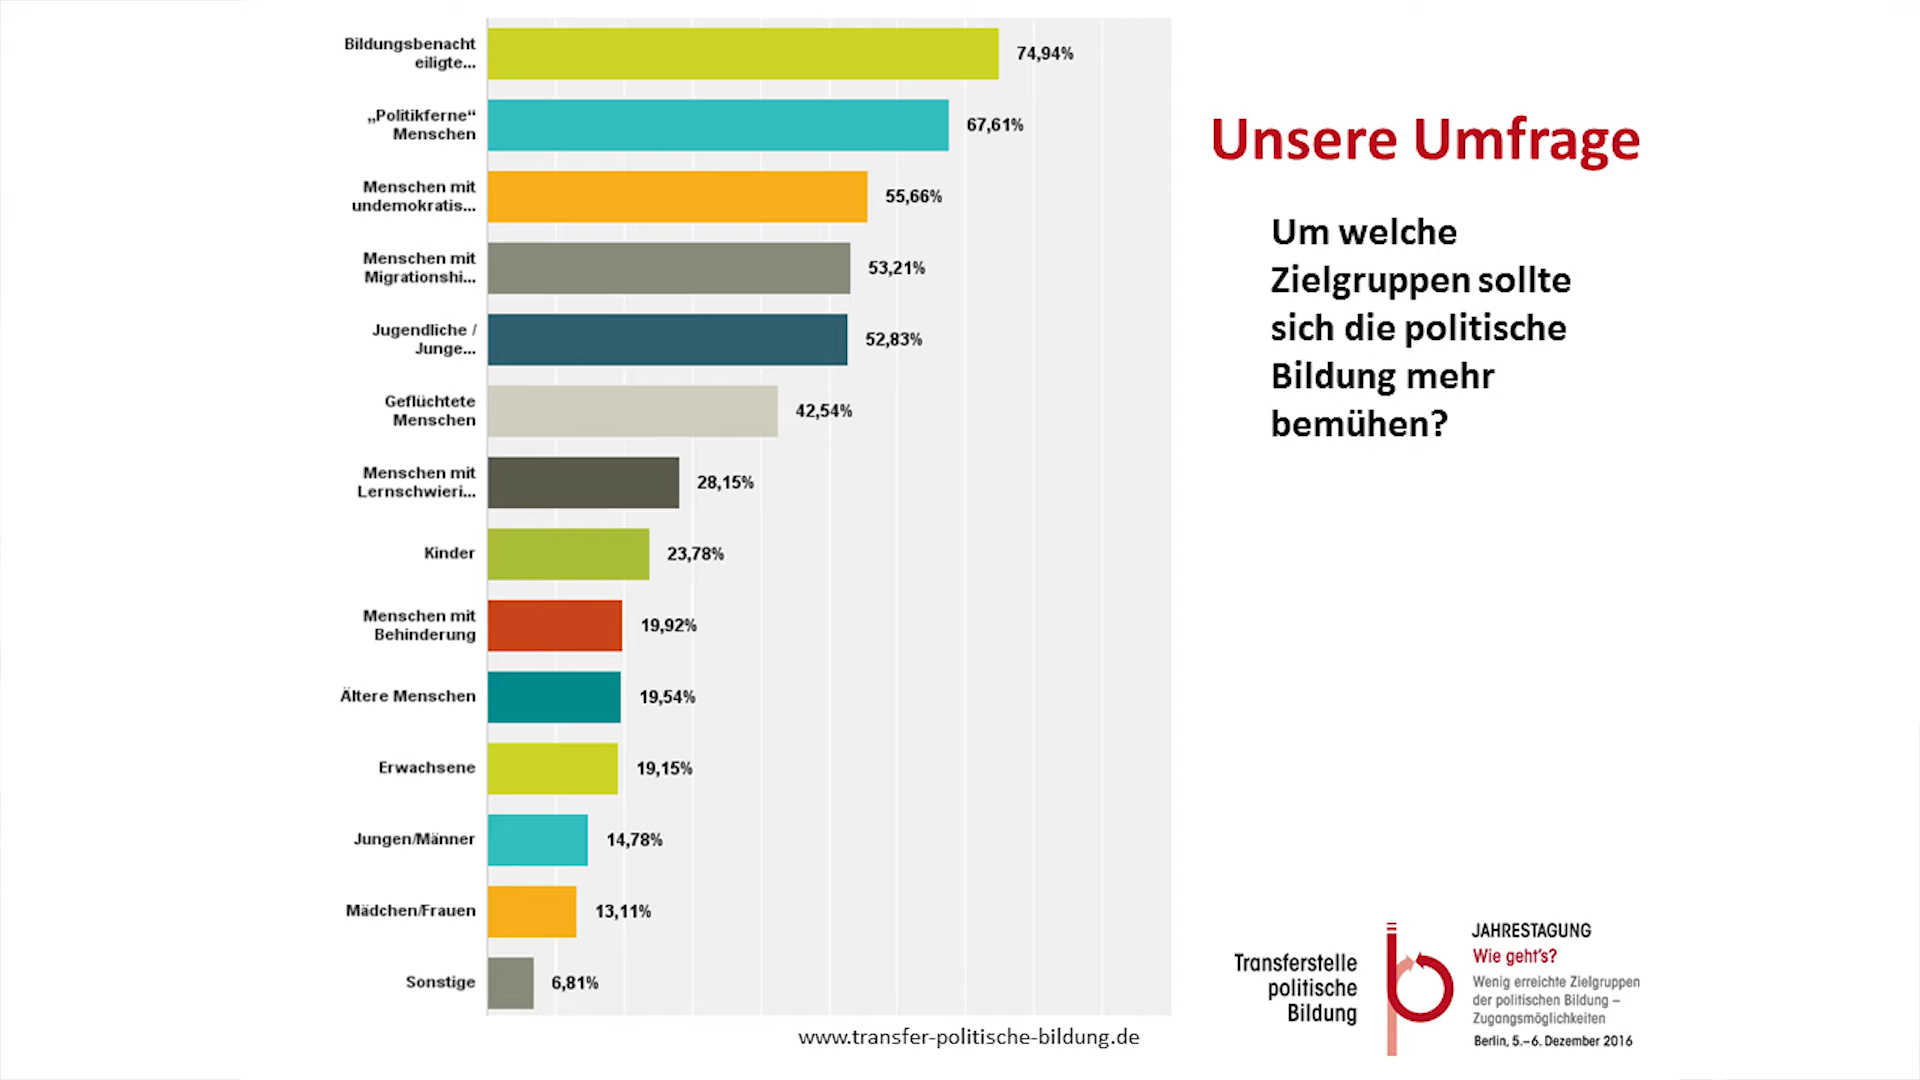 Bildungsbenacht
eiligte...
74,94%
„Politikferne“
Menschen
67,61%
Menschen mit
undemokratis...
55,66%
Menschen mit
Migrationshi...
53,21%
Jugendliche /
Junge...
52,83%
Geflüchtete
Menschen
42,54%
Menschen mit
Lernschwieri...
28,15%
Kinder
23,78%
Menschen mit
Behinderung
19,92%
Ältere Menschen
19,54%
Erwachsene
19,15%
Jungen/Männer
14,78%
Mädchen/Frauen
13,11%
Sonstige
6,81%
www.transfer-politische-bildung.de
Unsere Umfrage
Um welche
Zielgruppen sollte
sich die politische
Bildung mehr
bemühen?
Transferstelle
politische
Bildung
JAHRESTAGUNG
Wie geht's?
Wenig erreichte Zielgruppen
der politischen Bildung –
Zugangsmöglichkeiten
Berlin, 5.–6. Dezember 2016